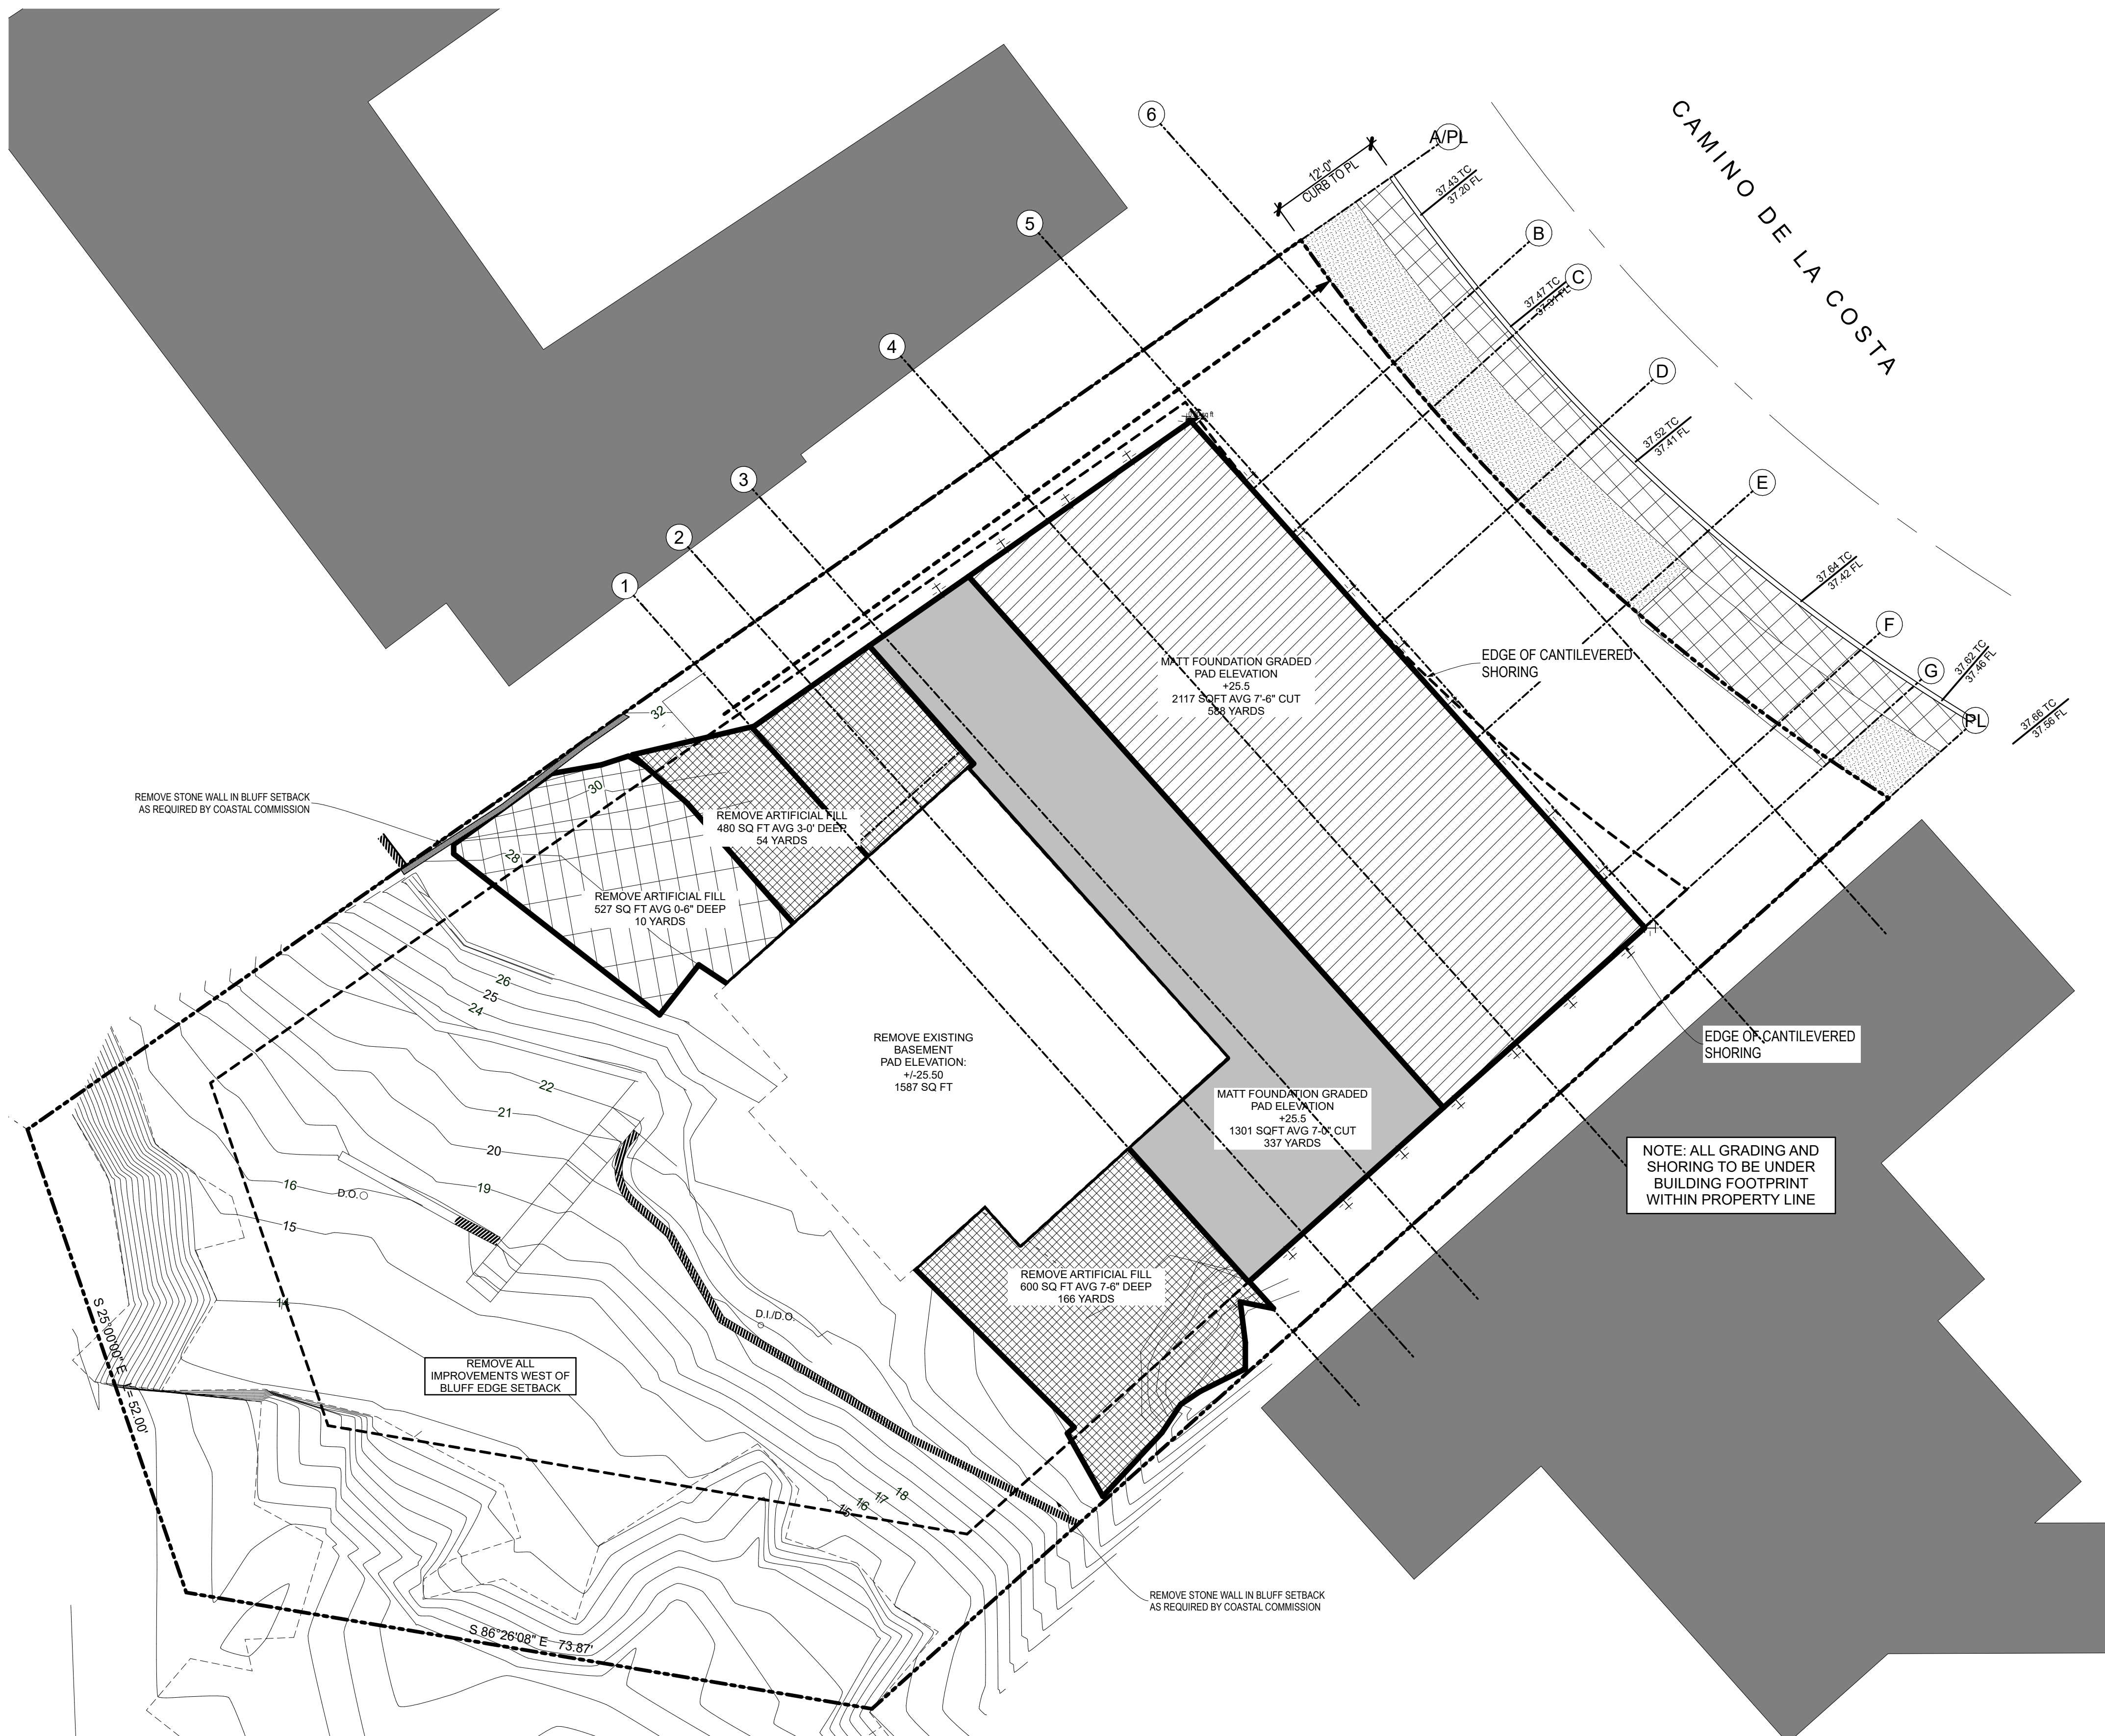 CAMINO DE LA COSTA
6
A/PL
12'-0"
CURB TO PL
37.43 TC
37.20 FL
5
B
C
37.47 TC
4
D
37.52 TC
37.41 FL
3
E
2
1
37.64 TC
37.42 FL
F
G
37.62 TC
37.46 FL
PL
37.66 TC
37.56 FL
MATT FOUNDATION GRADED
PAD ELEVATION
+25.5
2117 SQFT AVG 7'-6" CUT
588 YARDS
EDGE OF CANTILEVERED
SHORING
32
30
28
REMOVE STONE WALL IN BLUFF SETBACK
AS REQUIRED BY COASTAL COMMISSION
REMOVE ARTIFICIAL FILL
480 SQ FT AVG 3-0' DEEP
54 YARDS
REMOVE ARTIFICIAL FILL
527 SQ FT AVG 0-6" DEEP
10 YARDS
26
25
24
22
21
20
19
16
15
14
D.O.
REMOVE EXISTING
BASEMENT
PAD ELEVATION:
+/-25.50
1587 SQ FT
EDGE OF CANTILEVERED
SHORING
MATT FOUNDATION GRADED
PAD ELEVATION
+25.5
1301 SQFT AVG 7-0" CUT
337 YARDS
NOTE: ALL GRADING AND
SHORING TO BE UNDER
BUILDING FOOTPRINT
WITHIN PROPERTY LINE
REMOVE ARTIFICIAL FILL
600 SQ FT AVG 7-6" DEEP
166 YARDS
D.I./D.O.
REMOVE ALL
IMPROVEMENTS WEST OF
BLUFF EDGE SETBACK
S 25°00'00" E
52.00'
15
16
17
18
REMOVE STONE WALL IN BLUFF SETBACK
AS REQUIRED BY COASTAL COMMISSION
S 86°26'08" E 73.87'